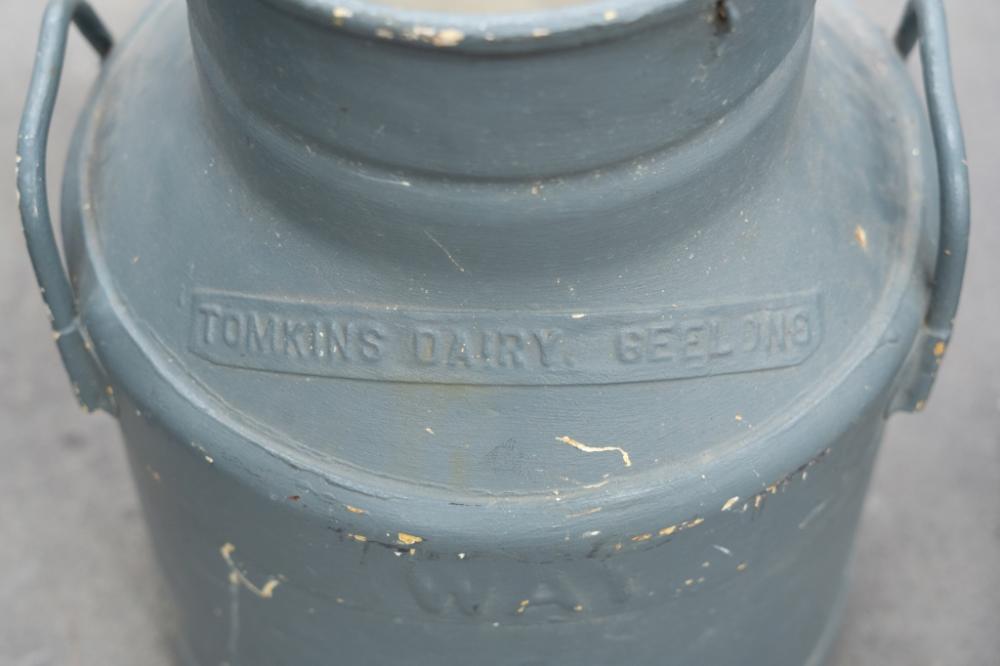 TOMKINS DAIRY. GEELONG